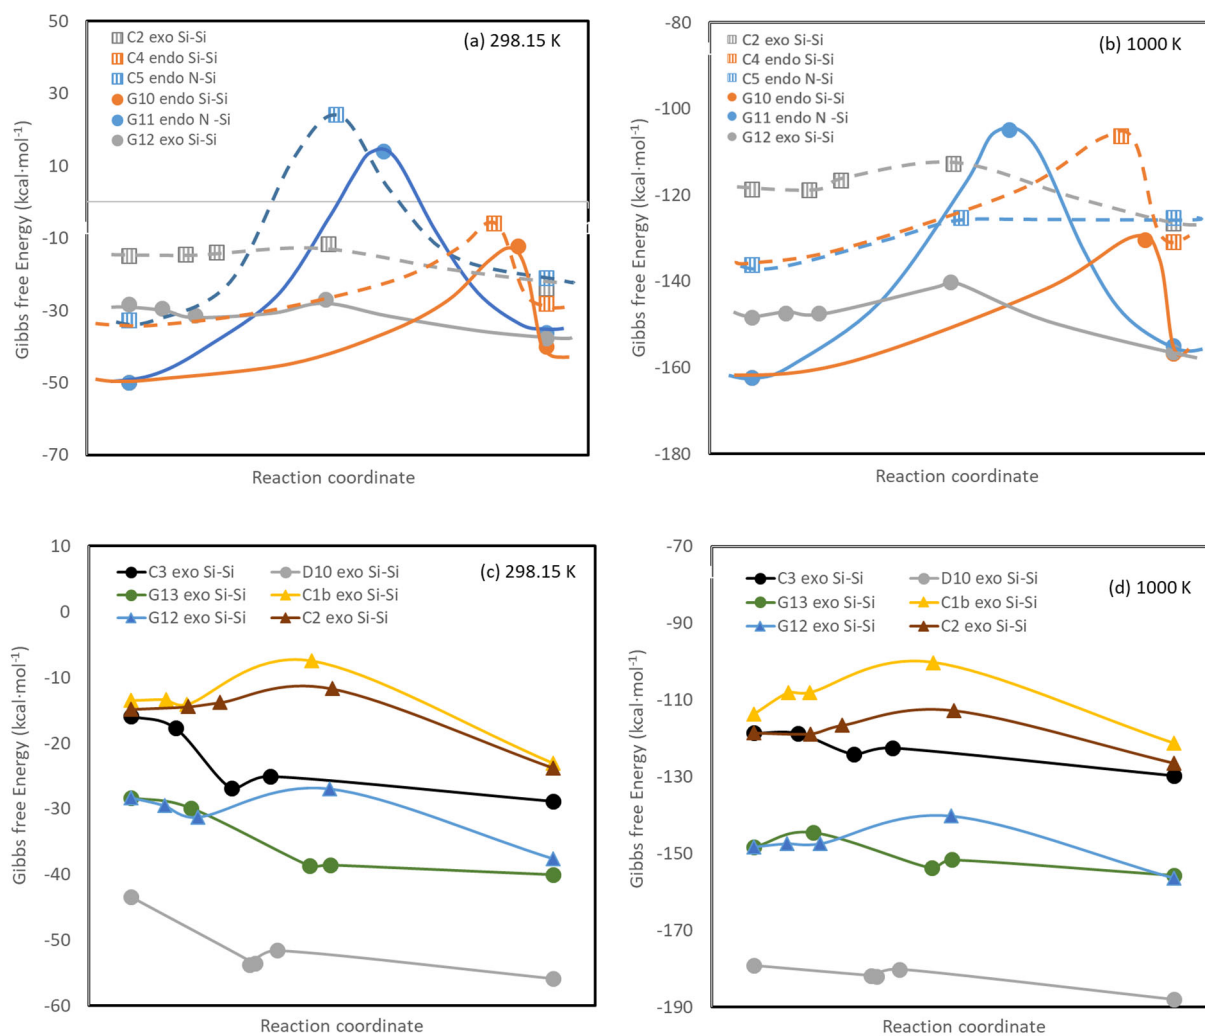 50
30
10
-10
-30
-50
-70
Gibbs free Energy (kcal·mol⁻¹)
C2 exo Si-Si
C4 endo Si-Si
C5 endo N-Si
G10 endo Si-Si
G11 endo N -Si
G12 exo Si-Si
(a) 298.15 K
Reaction coordinate
-80
-100
-120
-140
-160
-180
Gibbs free Energy (kcal·mol⁻¹)
C2 exo Si-Si
C4 endo Si-Si
C5 endo N-Si
G10 endo Si-Si
G11 endo N -Si
G12 exo Si-Si
(b) 1000 K
Reaction coordinate
10
0
-10
-20
-30
-40
-50
-60
Gibbs free Energy (kcal·mol⁻¹)
C3 exo Si-Si D10 exo Si-Si
G13 exo Si-Si C1b exo Si-Si
G12 exo Si-Si C2 exo Si-Si
(c) 298.15 K
Reaction coordinate
-70
-90
-110
-130
-150
-170
-190
Gibbs free Energy (kcal·mol⁻¹)
C3 exo Si-Si D10 exo Si-Si
G13 exo Si-Si C1b exo Si-Si
G12 exo Si-Si C2 exo Si-Si
(d) 1000 K
Reaction coordinate